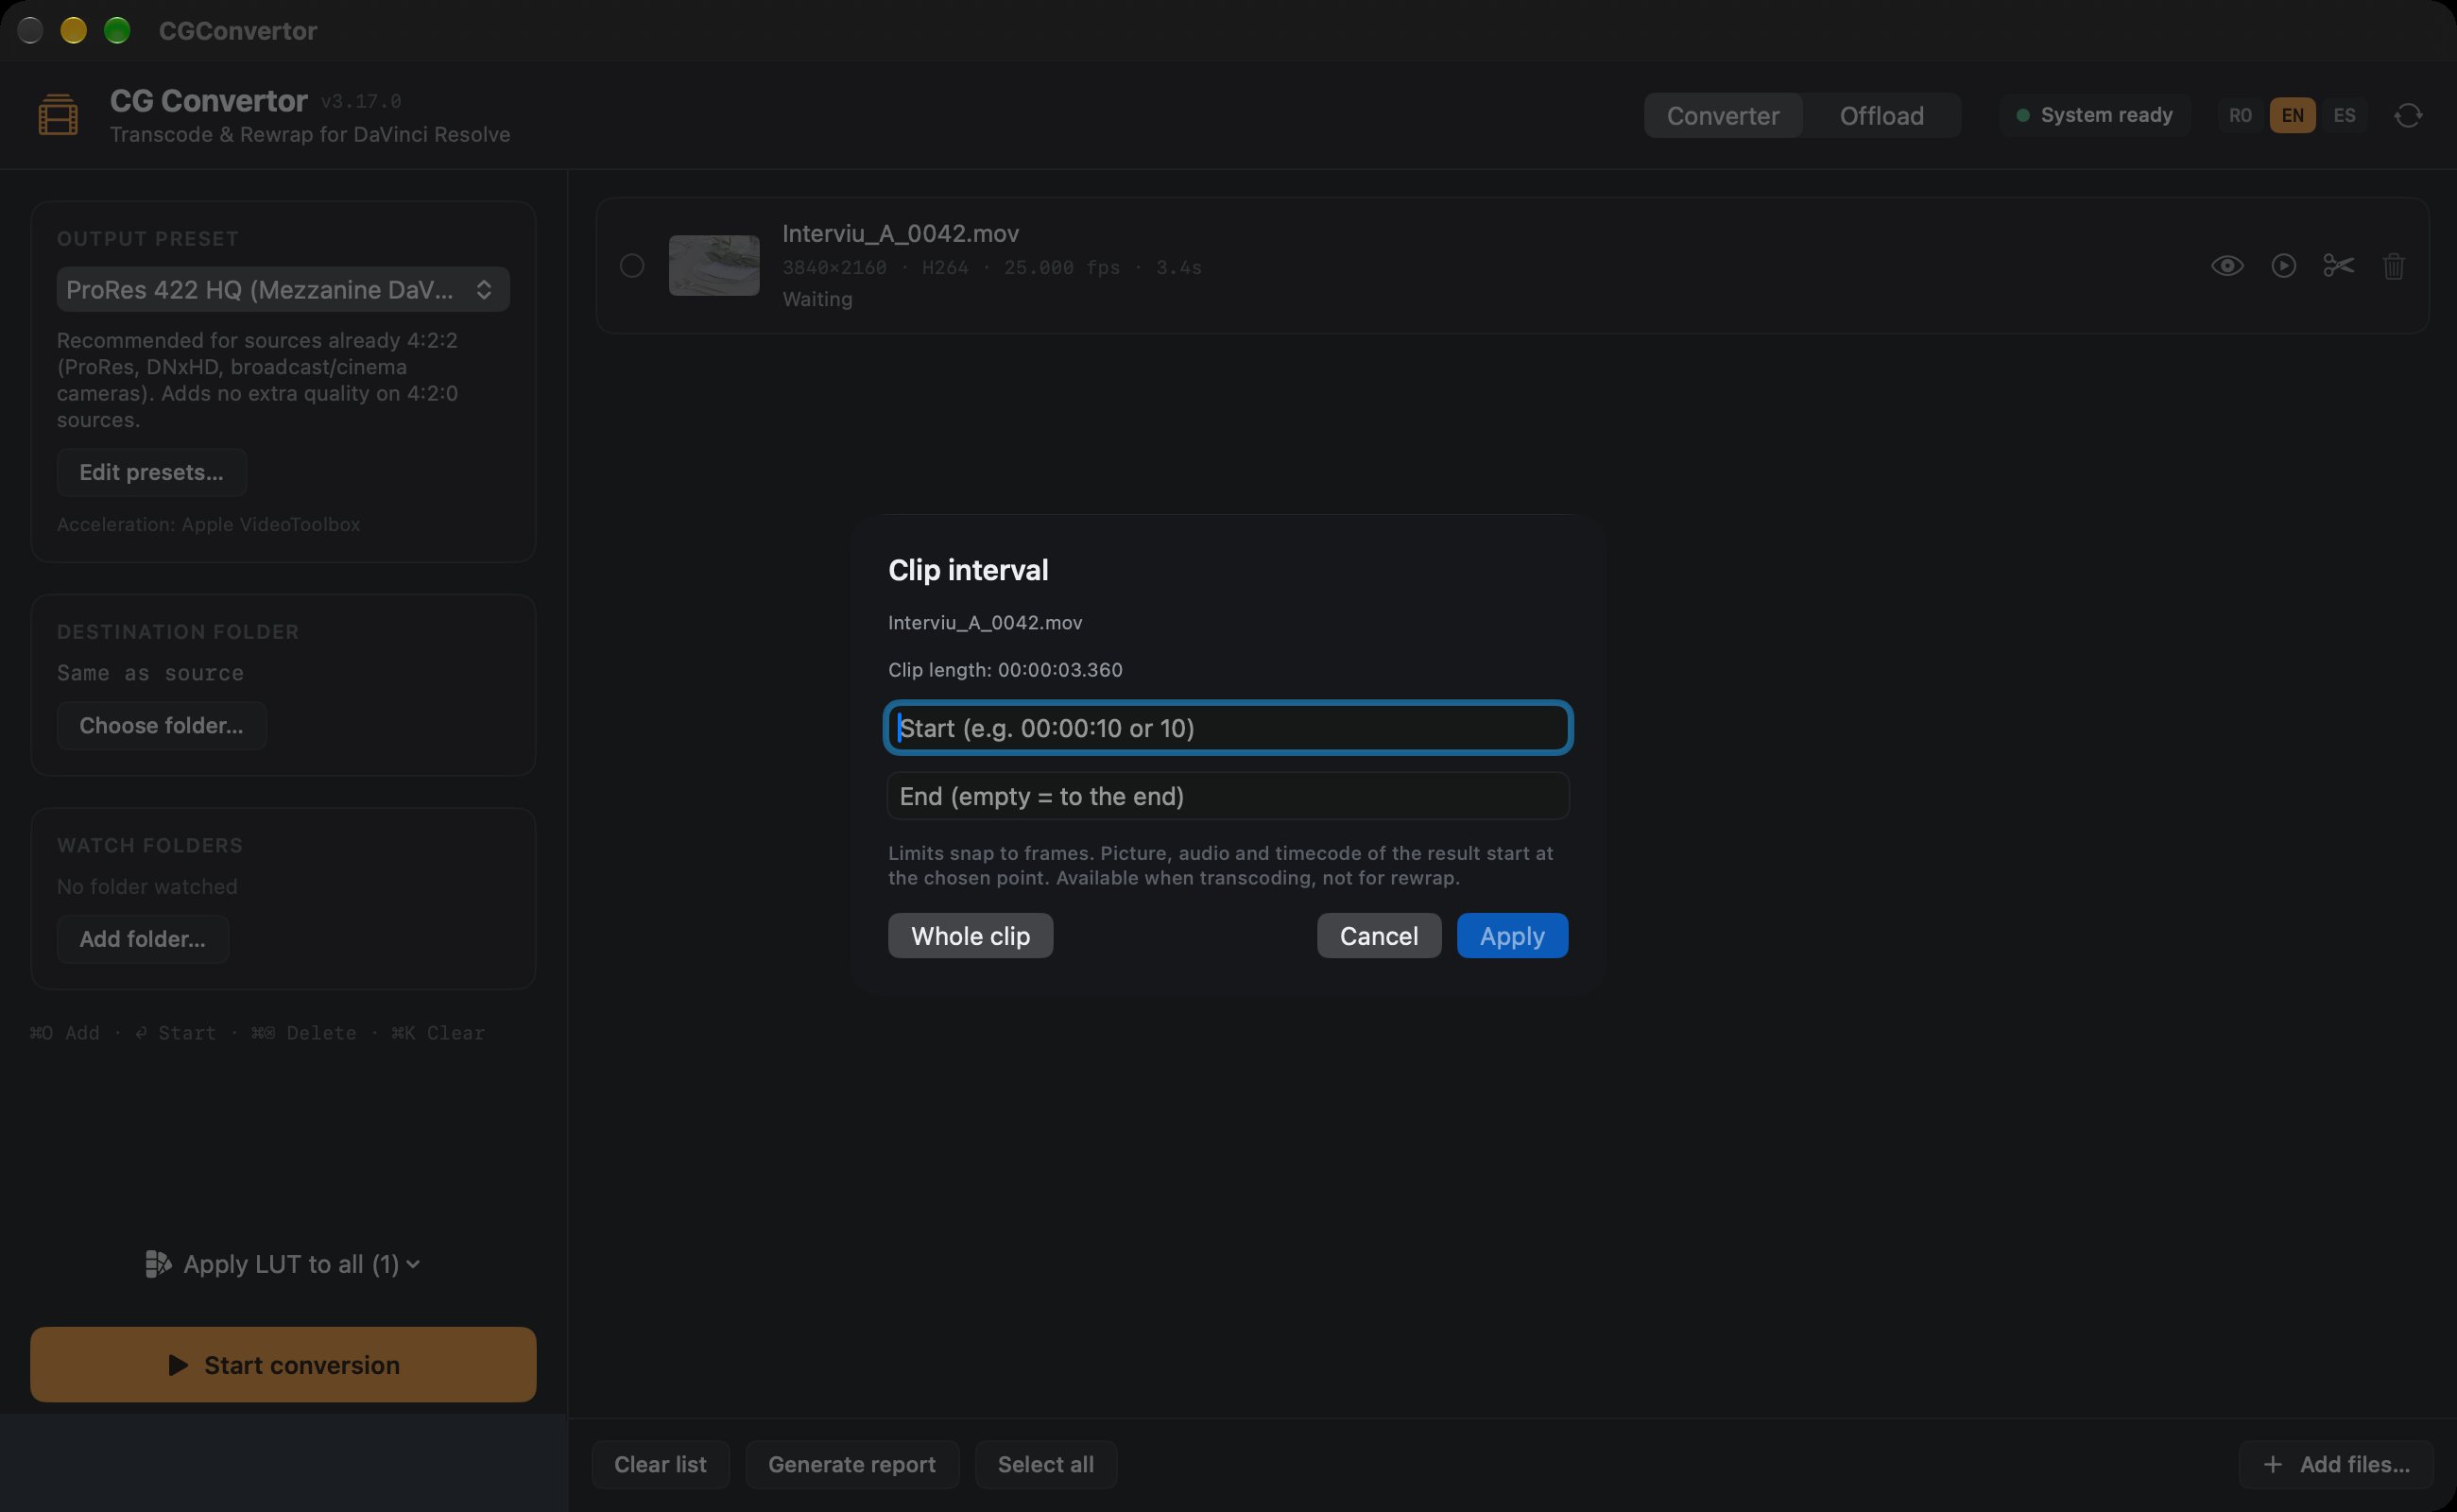 CGConvertor
CG Convertor v3.17.0
Transcode & Rewrap for DaVinci Resolve
Converter
Offload
System ready
RO
EN
ES
OUTPUT PRESET
ProRes 422 HQ (Mezzanine DaV...
Recommended for sources already 4:2:2
(ProRes, DNxHD, broadcast/cinema
cameras). Adds no extra quality on 4:2:0
sources.
Edit presets...
Acceleration: Apple VideoToolbox
DESTINATION FOLDER
Same as source
Choose folder...
WATCH FOLDERS
No folder watched
Add folder...
⌘O Add · ⏎ Start · ⌘⌫ Delete · ⌘K Clear
Apply LUT to all (1)
Start conversion
Interviu_A_0042.mov
3840×2160 · H264 · 25.000 fps · 3.4s
Waiting
Clip interval
Interviu_A_0042.mov
Clip length: 00:00:03.360
Start (e.g. 00:00:10 or 10)
End (empty = to the end)
Limits snap to frames. Picture, audio and timecode of the result start at
the chosen point. Available when transcoding, not for rewrap.
Whole clip
Cancel
Apply
Clear list
Generate report
Select all
+ Add files...